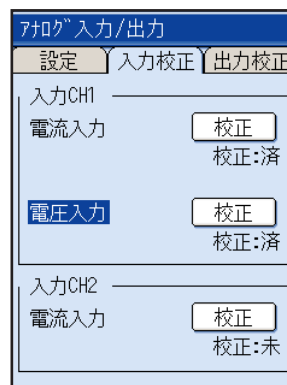 ｱﾅﾛｸﾞ入力/出力
設定 入力校正 出力校正
入力CH1
電流入力 校正
校正:済
電圧入力 校正
校正:済
入力CH2
電流入力 校正
校正:未